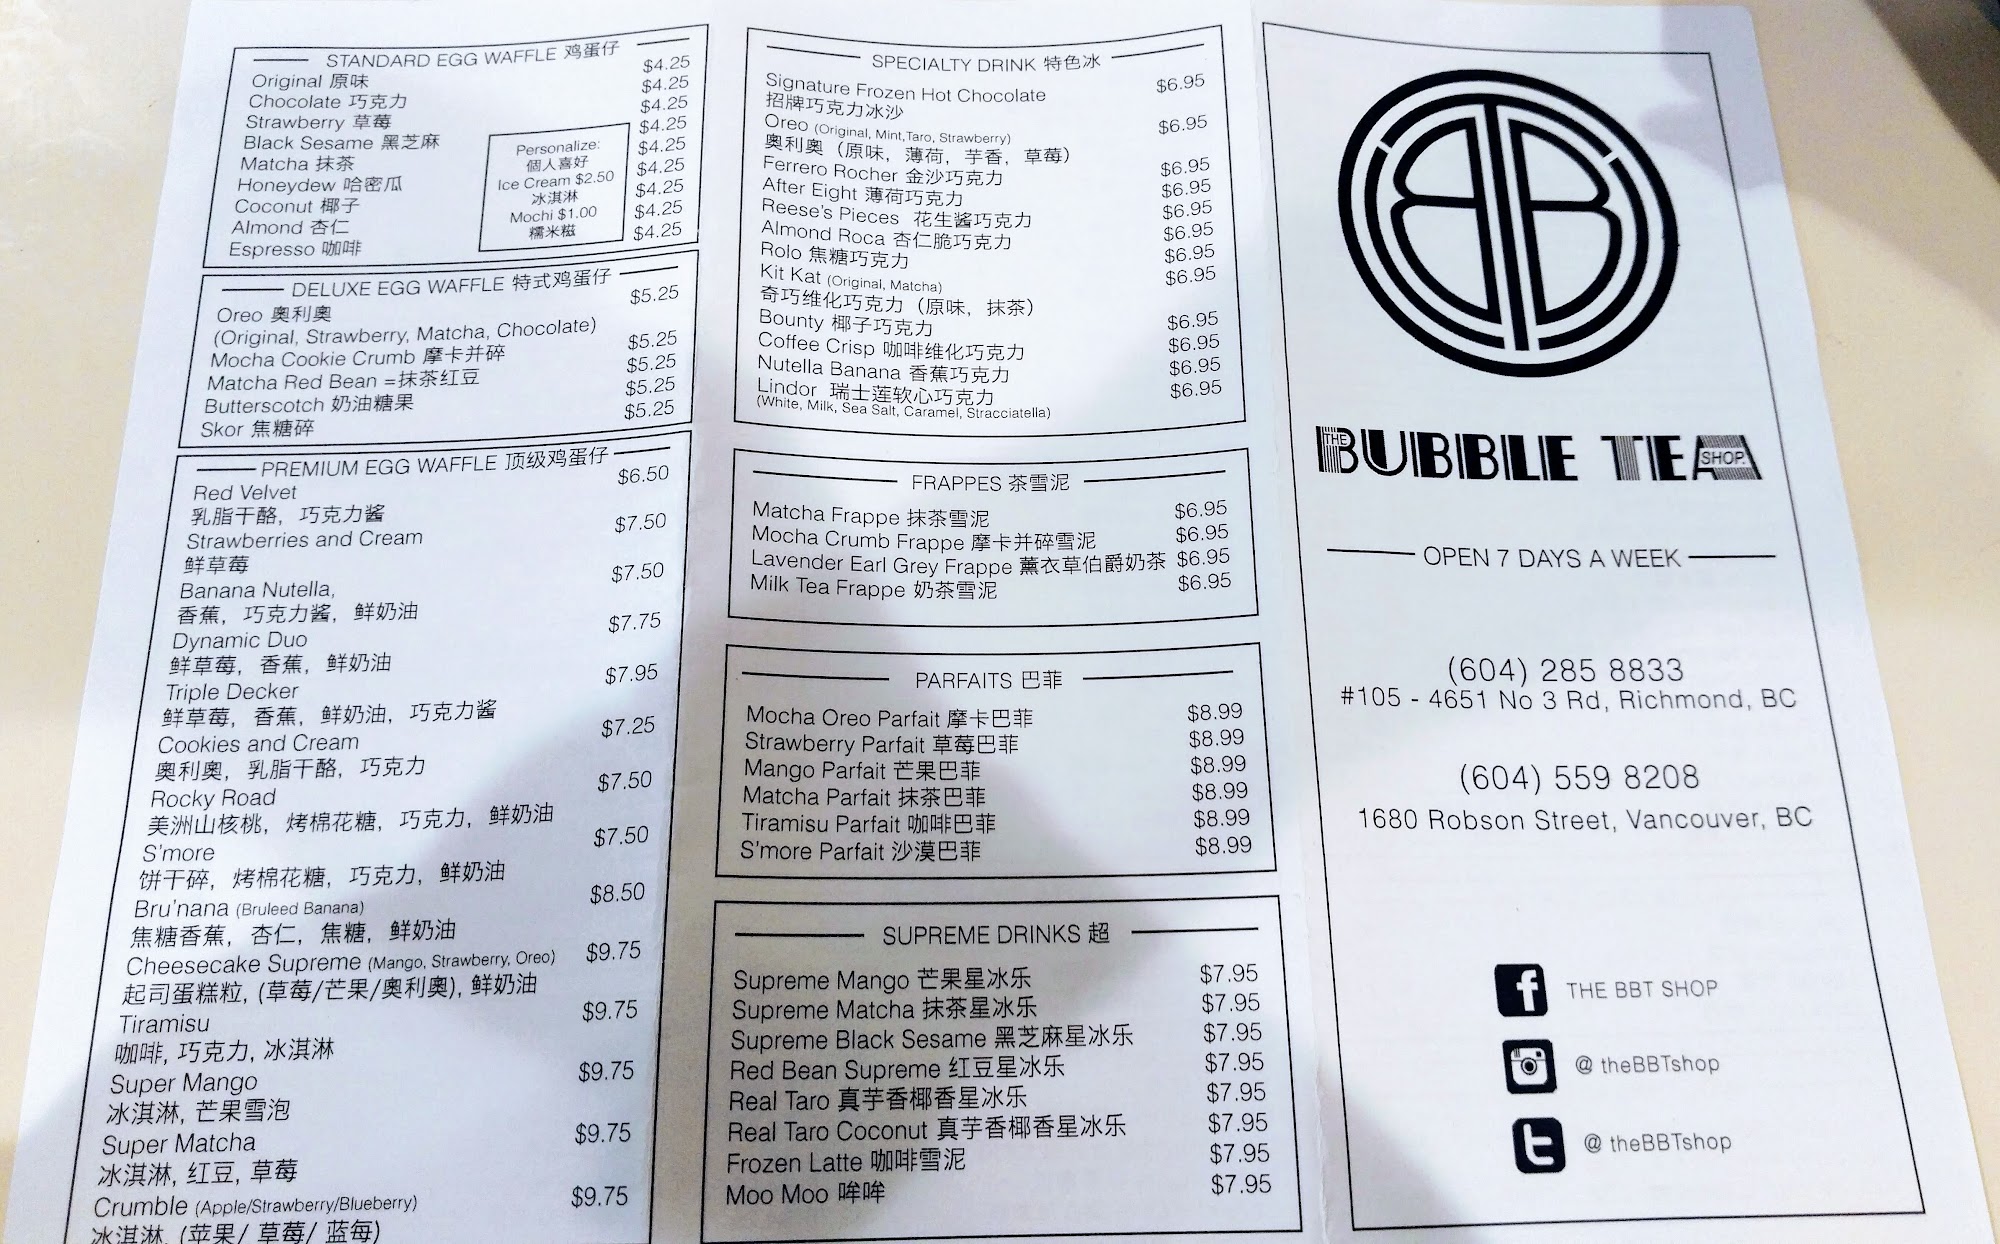 STANDARD EGG WAFFLE 鸡蛋仔
Original 原味 $4.25
Chocolate 巧克力 $4.25
Strawberry 草莓 $4.25
Black Sesame 黑芝麻 $4.25
Matcha 抹茶 $4.25
Honeydew 哈密瓜 $4.25
Coconut 椰子 $4.25
Almond 杏仁 $4.25
Espresso 咖啡 $4.25
Personalize:
個人喜好
Ice Cream $2.50
冰淇淋
Mochi $1.00
糯米糍
DELUXE EGG WAFFLE 特式鸡蛋仔
Oreo 奥利奥 $5.25
(Original, Strawberry, Matcha, Chocolate)
Mocha Cookie Crumb 摩卡并碎 $5.25
Matcha Red Bean =抹茶红豆 $5.25
Butterscotch 奶油糖果 $5.25
Skor 焦糖碎 $5.25
PREMIUM EGG WAFFLE 顶级鸡蛋仔
Red Velvet $6.50
乳脂干酪，巧克力酱
Strawberries and Cream $7.50
鲜草莓
Banana Nutella, $7.50
香蕉，巧克力酱，鲜奶油
Dynamic Duo $7.75
鲜草莓，香蕉，鲜奶油
Triple Decker $7.95
鲜草莓，香蕉，鲜奶油，巧克力酱
Cookies and Cream $7.25
奥利奥，乳脂干酪，巧克力
Rocky Road $7.50
美洲山核桃，烤棉花糖，巧克力，鲜奶油
S'more $7.50
饼干碎，烤棉花糖，巧克力，鲜奶油
Bru'nana (Bruleed Banana) $8.50
焦糖香蕉，杏仁，焦糖，鲜奶油
Cheesecake Supreme (Mango, Strawberry, Oreo) $9.75
起司蛋糕粒, (草莓/芒果/奥利奥), 鲜奶油
Tiramisu $9.75
咖啡, 巧克力, 冰淇淋
Super Mango $9.75
冰淇淋, 芒果雪泡
Super Matcha $9.75
冰淇淋, 红豆, 草莓
Crumble (Apple/Strawberry/Blueberry) $9.75
冰淇淋, (苹果/ 草莓/ 蓝每)
SPECIALTY DRINK 特色冰
Signature Frozen Hot Chocolate $6.95
招牌巧克力冰沙
Oreo (Original, Mint,Taro, Strawberry) $6.95
奥利奥（原味，薄荷，芋香，草莓）
Ferrero Rocher 金沙巧克力 $6.95
After Eight 薄荷巧克力 $6.95
Reese's Pieces 花生酱巧克力 $6.95
Almond Roca 杏仁脆巧克力 $6.95
Rolo 焦糖巧克力 $6.95
Kit Kat (Original, Matcha) $6.95
奇巧维化巧克力（原味，抹茶）
Bounty 椰子巧克力 $6.95
Coffee Crisp 咖啡维化巧克力 $6.95
Nutella Banana 香蕉巧克力 $6.95
Lindor 瑞士莲软心巧克力 $6.95
(White, Milk, Sea Salt, Caramel, Stracciatella)
FRAPPES 茶雪泥
Matcha Frappe 抹茶雪泥 $6.95
Mocha Crumb Frappe 摩卡并碎雪泥 $6.95
Lavender Earl Grey Frappe 薰衣草伯爵奶茶 $6.95
Milk Tea Frappe 奶茶雪泥 $6.95
PARFAITS 巴菲
Mocha Oreo Parfait 摩卡巴菲 $8.99
Strawberry Parfait 草莓巴菲 $8.99
Mango Parfait 芒果巴菲 $8.99
Matcha Parfait 抹茶巴菲 $8.99
Tiramisu Parfait 咖啡巴菲 $8.99
S'more Parfait 沙漠巴菲 $8.99
SUPREME DRINKS 超
Supreme Mango 芒果星冰乐 $7.95
Supreme Matcha 抹茶星冰乐 $7.95
Supreme Black Sesame 黑芝麻星冰乐 $7.95
Red Bean Supreme 红豆星冰乐 $7.95
Real Taro 真芋香椰香星冰乐 $7.95
Real Taro Coconut 真芋香椰香星冰乐 $7.95
Frozen Latte 咖啡雪泥 $7.95
Moo Moo 哞哞 $7.95
THE BUBBLE TEA SHOP.
OPEN 7 DAYS A WEEK
(604) 285 8833
#105 - 4651 No 3 Rd, Richmond, BC
(604) 559 8208
1680 Robson Street, Vancouver, BC
THE BBT SHOP
@ theBBTshop
@ theBBTshop